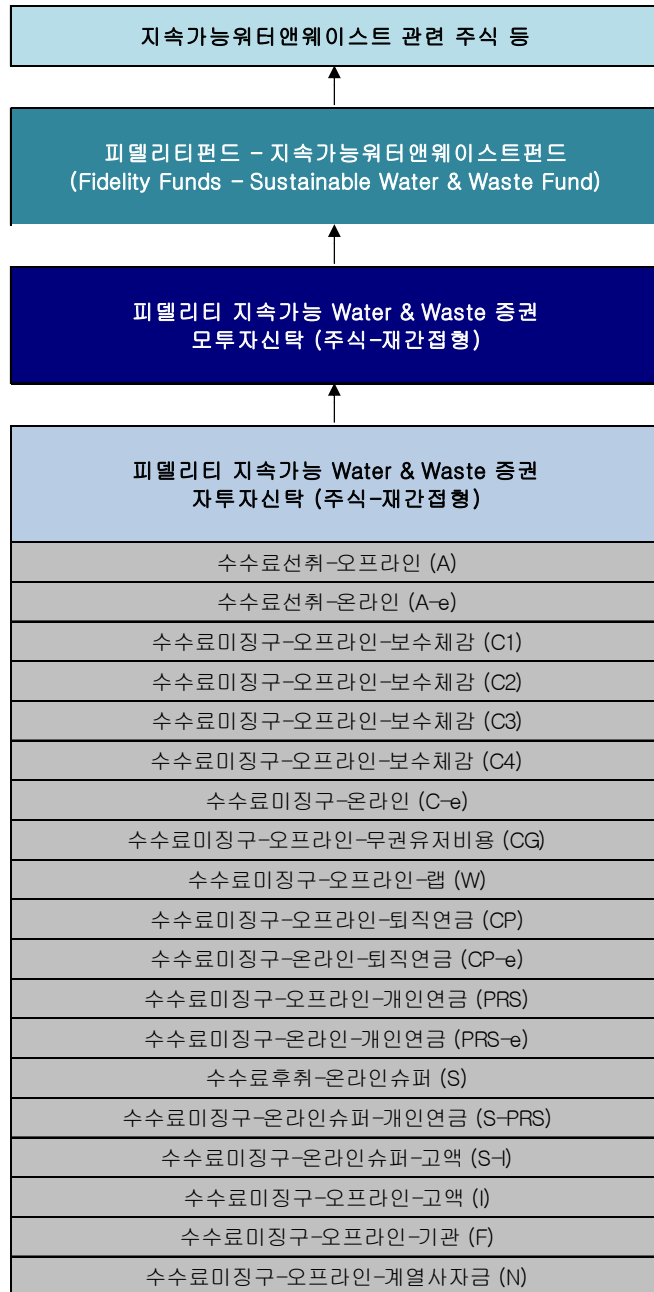 지속가능워터앤웨이스트 관련 주식 등
피델리티펀드 - 지속가능워터앤웨이스트펀드
(Fidelity Funds - Sustainable Water & Waste Fund)
피델리티 지속가능 Water & Waste 증권
모투자신탁 (주식-재간접형)
피델리티 지속가능 Water & Waste 증권
자투자신탁 (주식-재간접형)
수수료선취-오프라인 (A)
수수료선취-온라인 (A-e)
수수료미징구-오프라인-보수체감 (C1)
수수료미징구-오프라인-보수체감 (C2)
수수료미징구-오프라인-보수체감 (C3)
수수료미징구-오프라인-보수체감 (C4)
수수료미징구-온라인 (C-e)
수수료미징구-오프라인-무권유저비용 (CG)
수수료미징구-오프라인-랩 (W)
수수료미징구-오프라인-퇴직연금 (CP)
수수료미징구-온라인-퇴직연금 (CP-e)
수수료미징구-오프라인-개인연금 (PRS)
수수료미징구-온라인-개인연금 (PRS-e)
수수료후취-온라인슈퍼 (S)
수수료미징구-온라인슈퍼-개인연금 (S-PRS)
수수료미징구-온라인슈퍼-고액 (S-I)
수수료미징구-오프라인-고액 (I)
수수료미징구-오프라인-기관 (F)
수수료미징구-오프라인-계열사자금 (N)